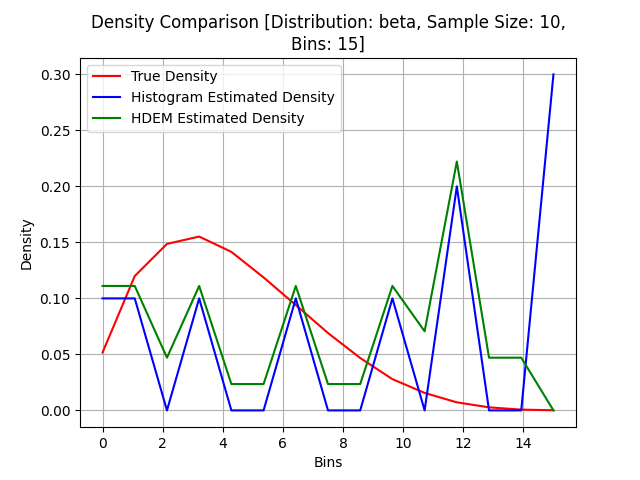 Density Comparison [Distribution: beta, Sample Size: 10,
Bins: 15]
True Density
Histogram Estimated Density
HDEM Estimated Density
Density
0.30
0.25
0.20
0.15
0.10
0.05
0.00
0 2 4 6 8 10 12 14
Bins